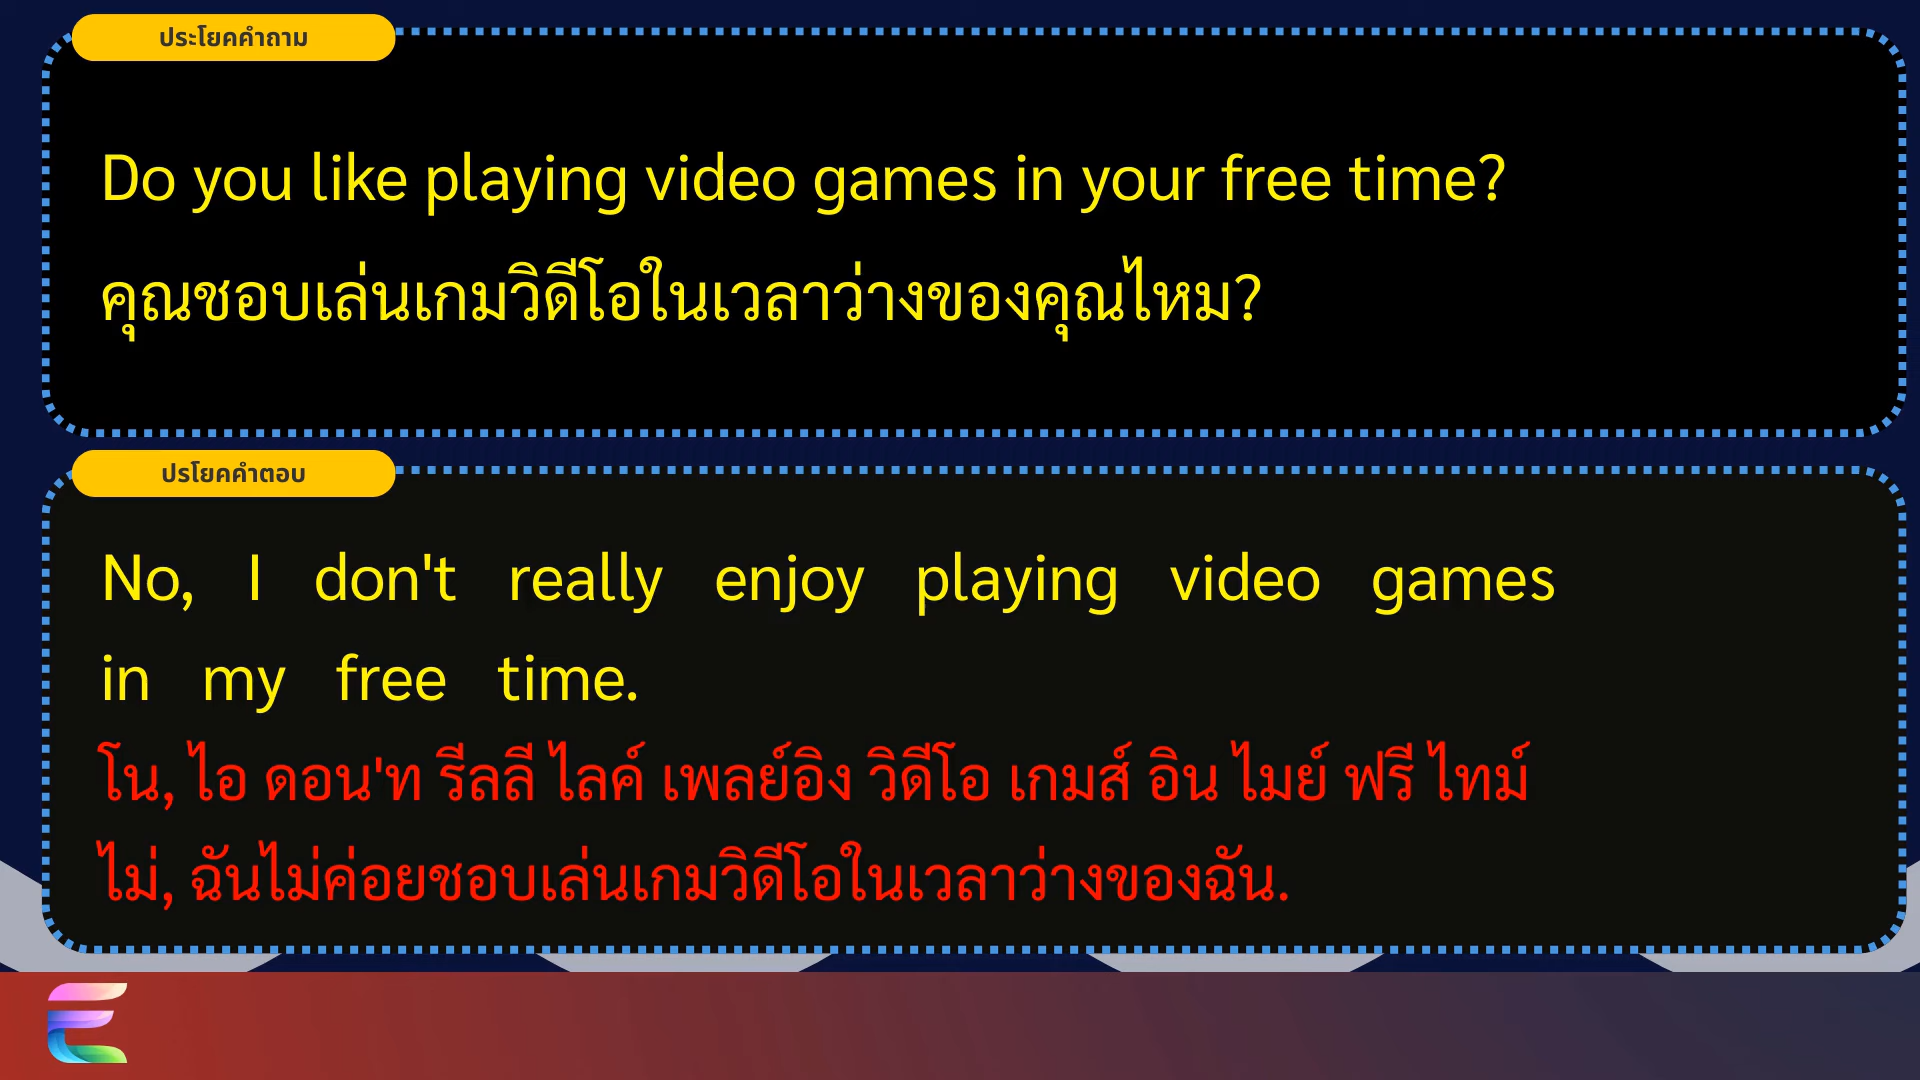 ประโยคคำถาม
Do you like playing video games in your free time?
คุณชอบเล่นเกมวิดีโอในเวลาว่างของคุณไหม?
ปรโยคคำตอบ
No, I don't really enjoy playing video games
in my free time.
โน, ไอ ดอน'ท รีลลี ไลค์ เพลย์อิง วิดีโอ เกมส์ อิน ไมย์ ฟรี ไทม์
ไม่, ฉันไม่ค่อยชอบเล่นเกมวิดีโอในเวลาว่างของฉัน.